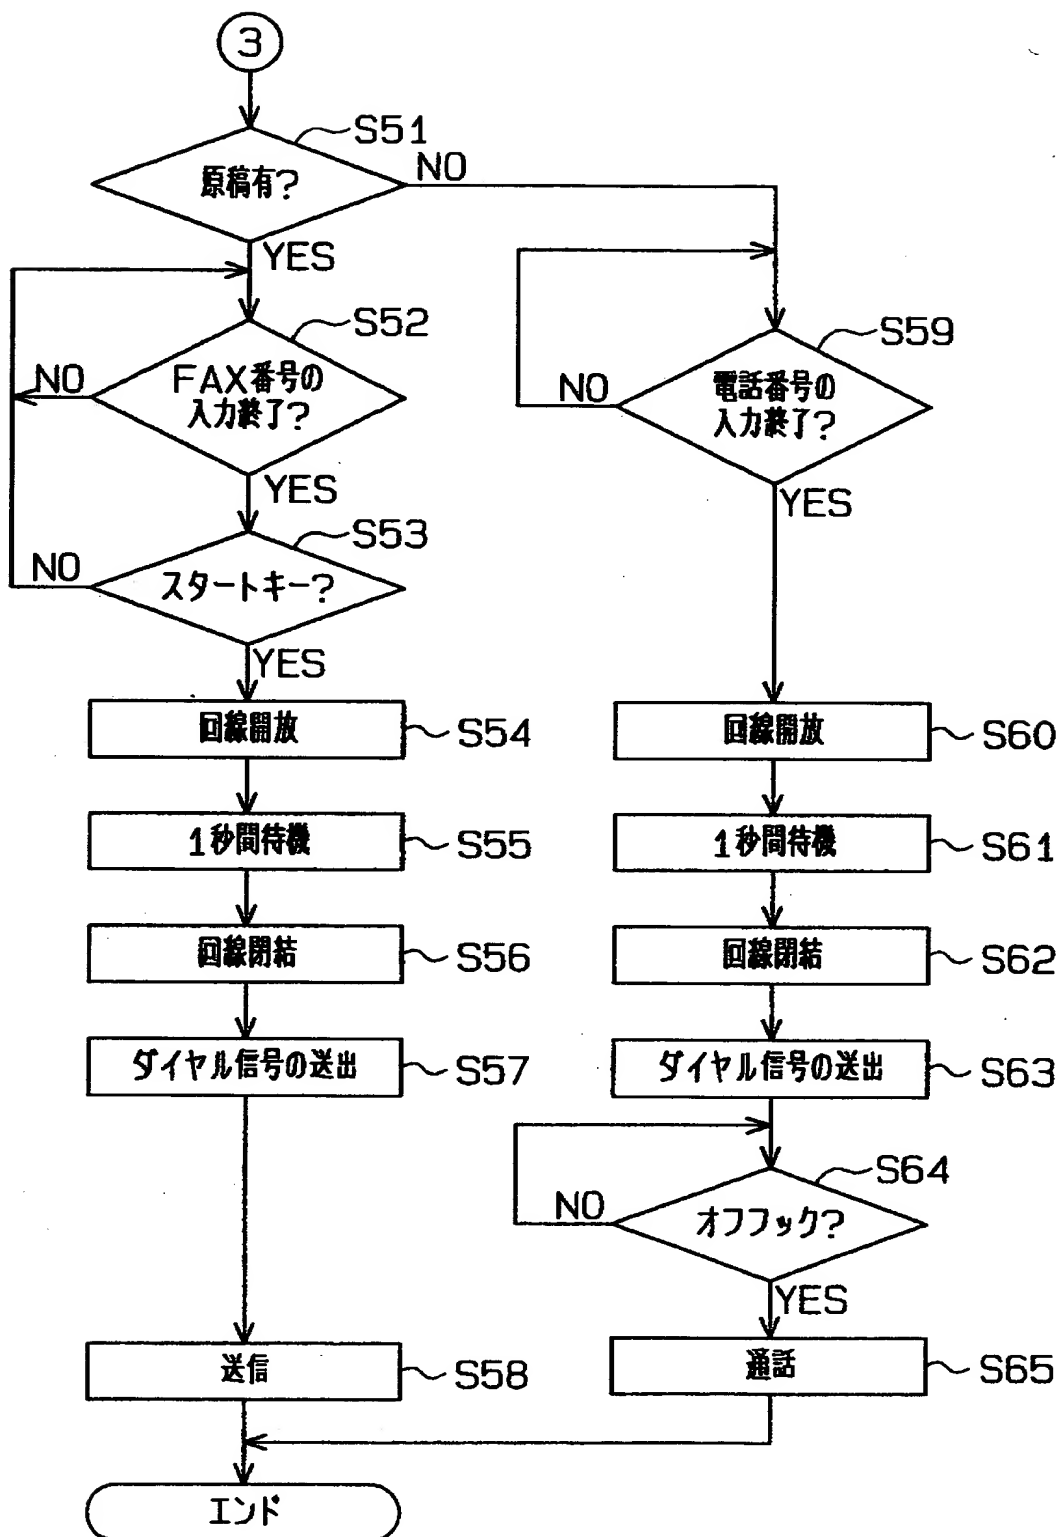 3
S51
原稿有?
NO
YES
S52
FAX番号の
入力終了?
NO
YES
S53
スタートキー?
NO
YES
回線開放
S54
1秒間待機
S55
回線閉結
S56
ダイヤル信号の送出
S57
送信
S58
S59
電話番号の
入力終了?
NO
YES
回線開放
S60
1秒間待機
S61
回線閉結
S62
ダイヤル信号の送出
S63
S64
オフフック?
NO
YES
通話
S65
エンド